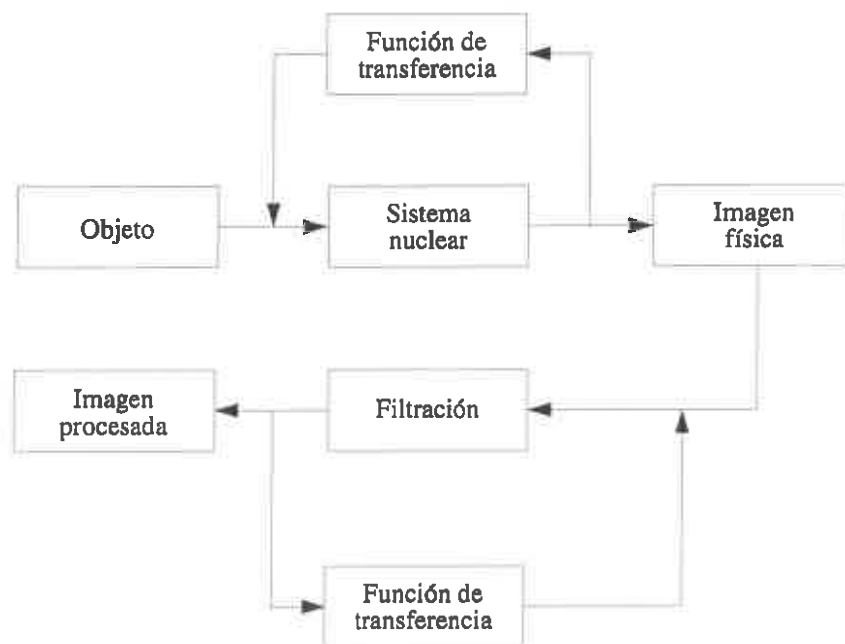 Función de
transferencia
Objeto
Sistema
nuclear
Imagen
física
Imagen
procesada
Filtración
Función de
transferencia